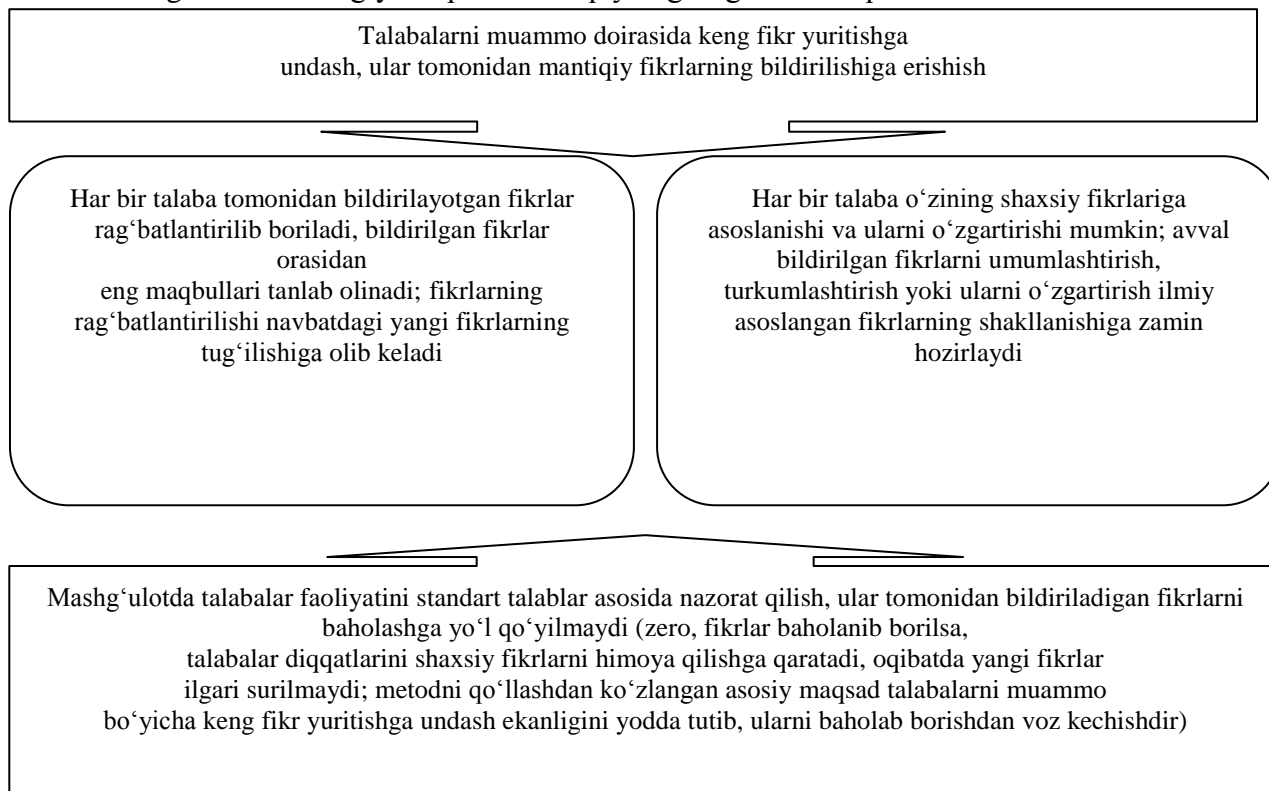 Talabalarni muammo doirasida keng fikr yuritishga
undash, ular tomonidan mantiqiy fikrlarning bildirilishiga erishish
Har bir talaba tomonidan bildirilayotgan fikrlar
rag‘batlantirilib boriladi, bildirilgan fikrlar
orasidan
eng maqbullari tanlab olinadi; fikrlarning
rag‘batlantirilishi navbatdagi yangi fikrlarning
tug‘ilishiga olib keladi
Har bir talaba o‘zining shaxsiy fikrlariga
asoslanishi va ularni o‘zgartirishi mumkin; avval
bildirilgan fikrlarni umumlashtirish,
turkumlashtirish yoki ularni o‘zgartirish ilmiy
asoslangan fikrlarning shakllanishiga zamin
hozirlaydi
Mashg‘ulotda talabalar faoliyatini standart talablar asosida nazorat qilish, ular tomonidan bildiriladigan fikrlarni
baholashga yo‘l qo‘yilmaydi (zero, fikrlar baholanib borilsa,
talabalar diqqatlarini shaxsiy fikrlarni himoya qilishga qaratadi, oqibatda yangi fikrlar
ilgari surilmaydi; metodni qo‘llashdan ko‘zlangan asosiy maqsad talabalarni muammo
bo‘yicha keng fikr yuritishga undash ekanligini yodda tutib, ularni baholab borishdan voz kechishdir)